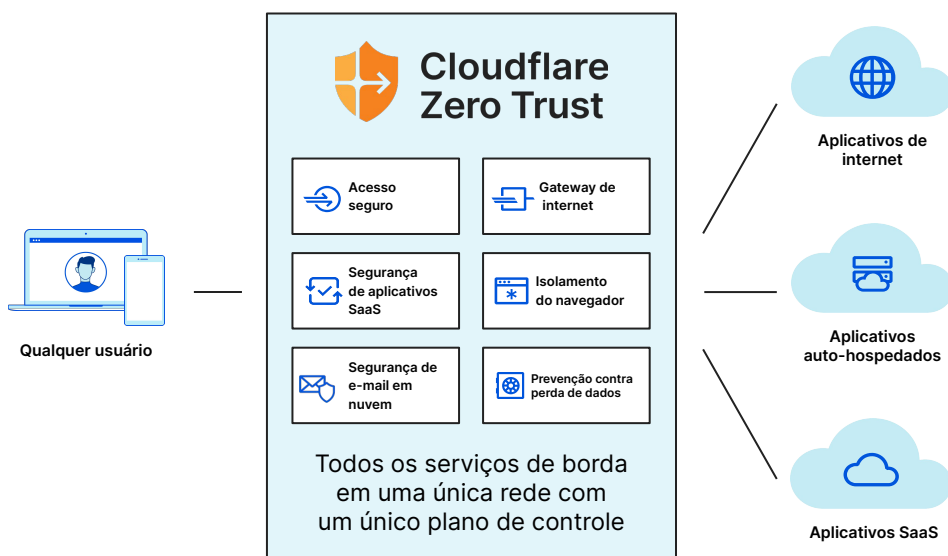 Cloudflare
Zero Trust
Acesso
seguro
Gateway de
internet
Segurança
de aplicativos
SaaS
Isolamento
do navegador
Segurança de
e-mail em
nuvem
Prevenção contra
perda de dados
Todos os serviços de borda
em uma única rede com
um único plano de controle
Qualquer usuário
Aplicativos de
internet
Aplicativos
auto-hospedados
Aplicativos SaaS